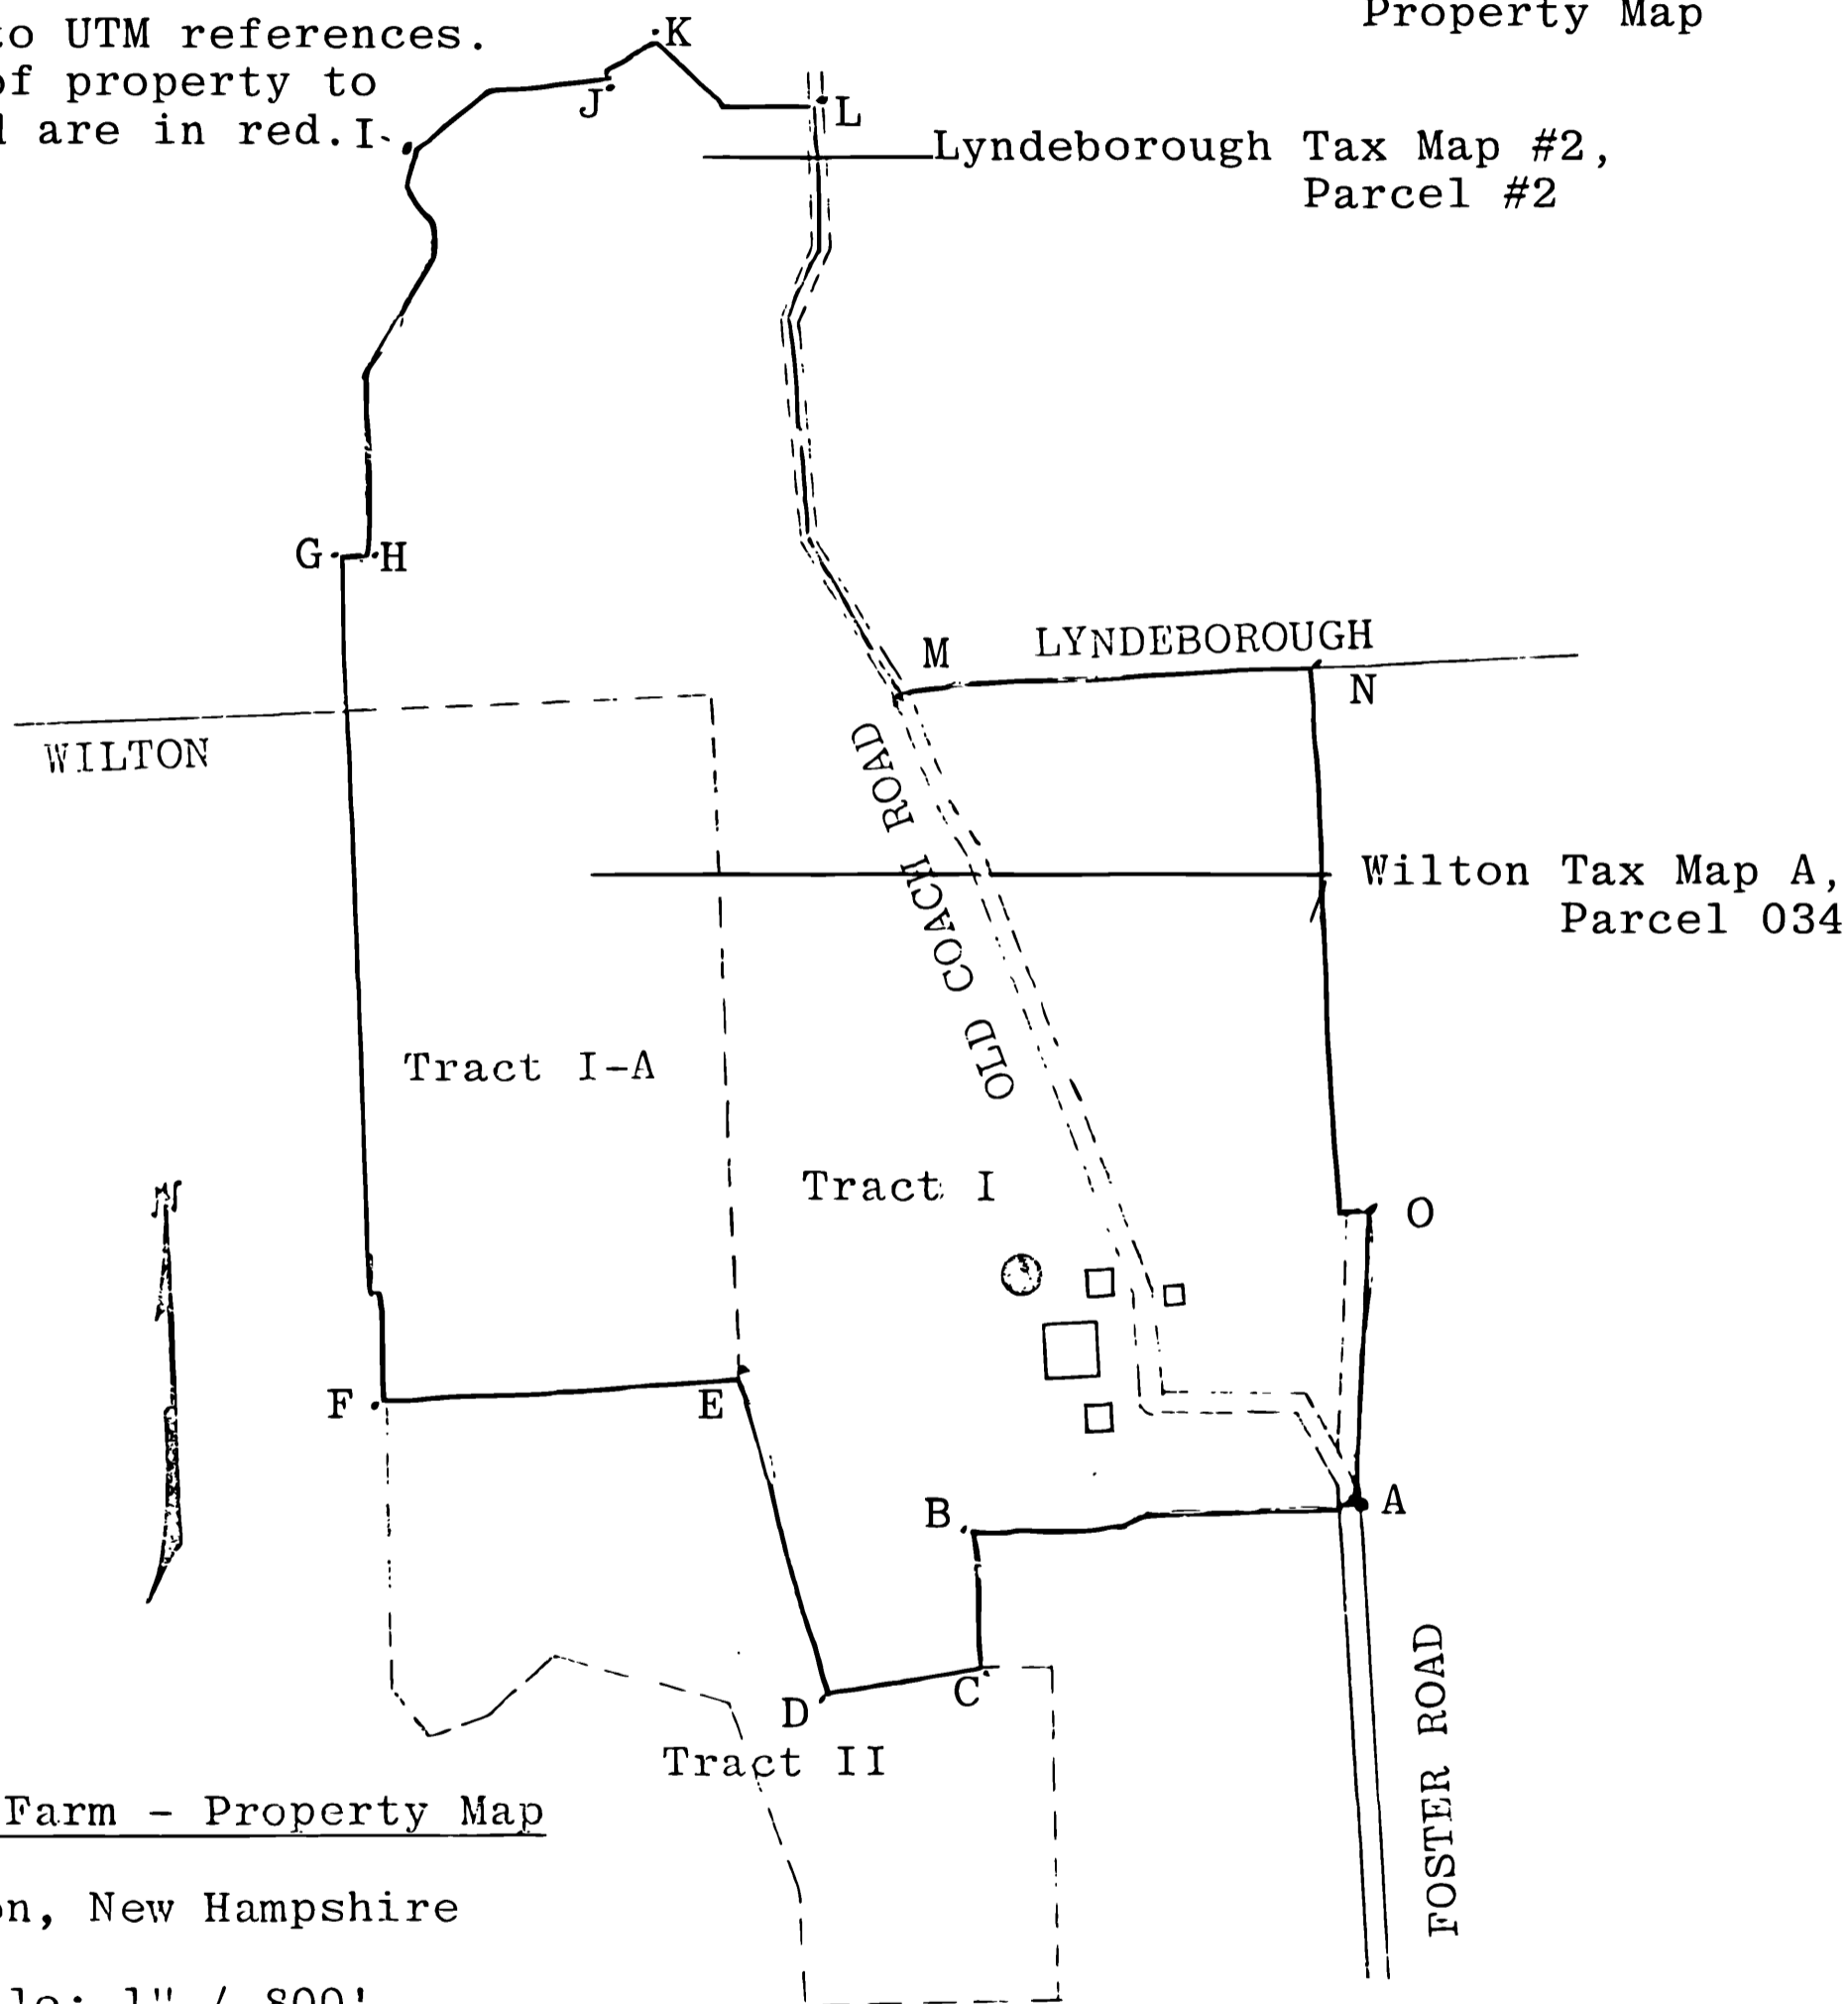 Property Map
to UTM references.
of property to
are in red.
I
J
K
L
Lyndeborough Tax Map #2,
Parcel #2
G
H
M
LYNDEBOROUGH
N
WILTON
OLD COACH ROAD
Wilton Tax Map A,
Parcel 034
Tract I-A
Tract I
N
O
F
E
B
A
C
D
Tract II
FOSTER ROAD
Farm - Property Map
on, New Hampshire
1" / 800'